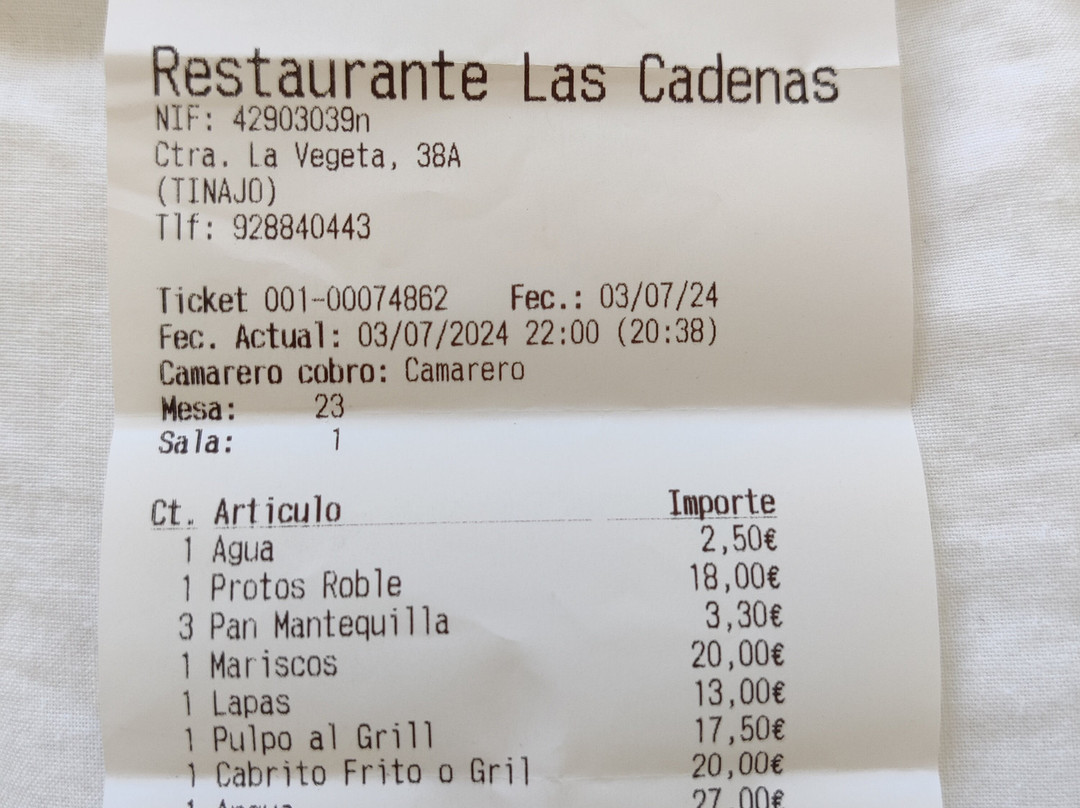 Restaurante Las Cadenas
NIF: 42903039n
Ctra. La Vegeta, 38A
(TINAJO)
Tlf: 928840443
Ticket 001-00074862 Fec.: 03/07/24
Fec. Actual: 03/07/2024 22:00 (20:38)
Camarero cobro: Camarero
Mesa: 23
Sala: 1
Ct. Articulo Importe
1 Agua 2,50€
1 Protos Roble 18,00€
3 Pan Mantequilla 3,30€
1 Mariscos 20,00€
1 Lapas 13,00€
1 Pulpo al Grill 17,50€
1 Cabrito Frito o Gril 20,00€
1 27,00€